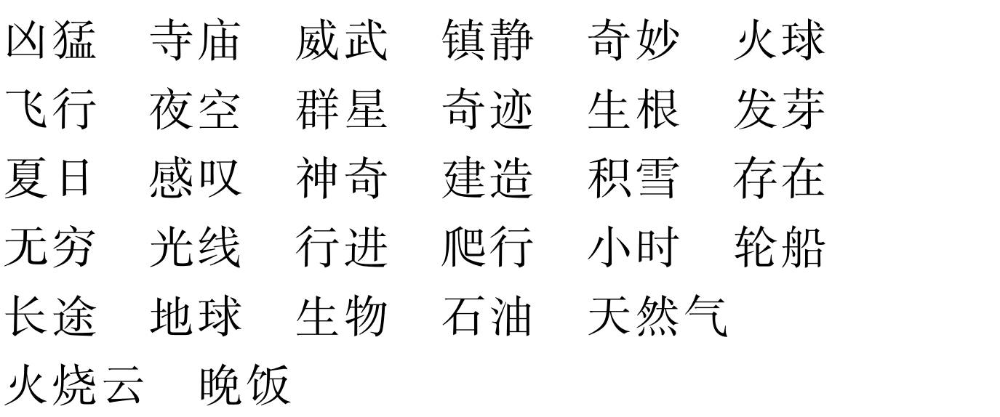 凶猛 寺庙 威武 镇静 奇妙 火球
飞行 夜空 群星 奇迹 生根 发芽
夏日 感叹 神奇 建造 积雪 存在
无穷 光线 行进 爬行 小时 轮船
长途 地球 生物 石油 天然气
火烧云 晚饭